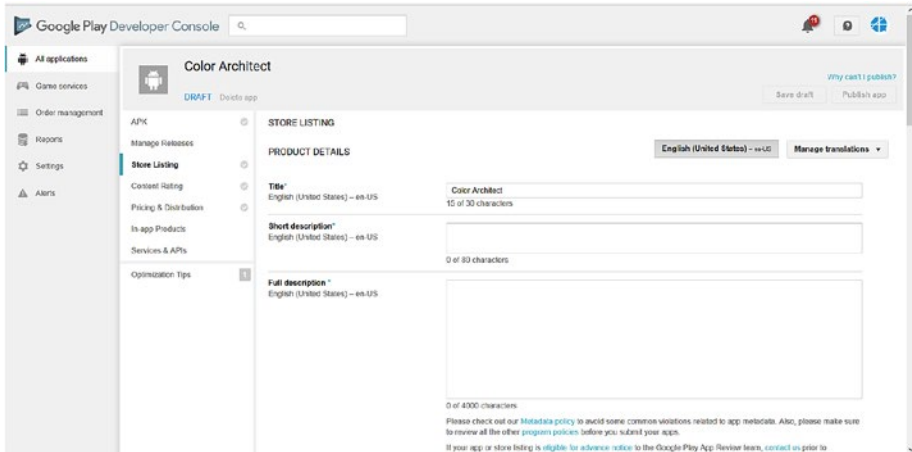 Google Play Developer Console
11
All applications
Game services
Order management
Reports
Settings
Alerts
Color Architect
DRAFT Delete app
Why can't I publish?
Save draft Publish app
APK
Manage Releases
Store Listing
Content Rating
Pricing & Distribution
In-app Products
Services & APIs
Optimization Tips 1
STORE LISTING
PRODUCT DETAILS
English (United States) – en-US Manage translations
Title*
English (United States) – en-US
Color Architect
15 of 30 characters
Short description*
English (United States) – en-US
0 of 80 characters
Full description *
English (United States) – en-US
0 of 4000 characters
Please check out our Metadata policy to avoid some common violations related to app metadata. Also, please make sure
to review all the other program policies before you submit your apps.
If your app or store listing is eligible for advance notice to the Google Play App Review team, contact us prior to